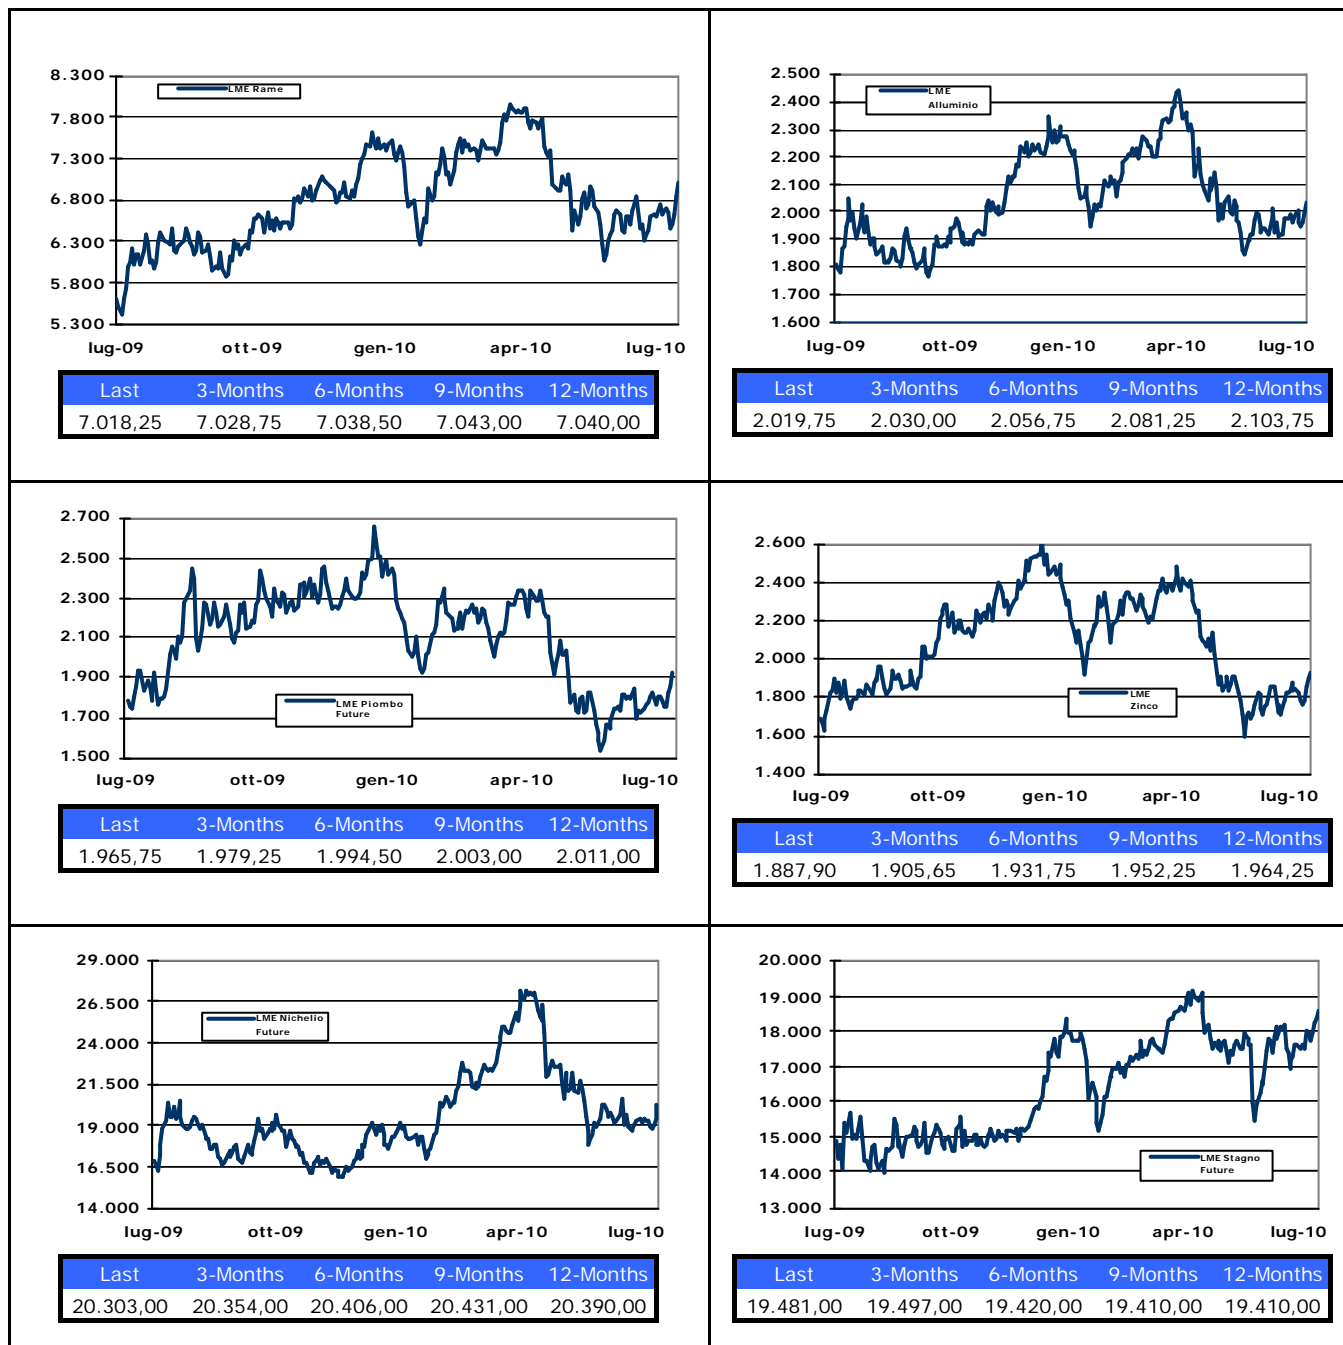 8.300
7.800
7.300
6.800
6.300
5.800
5.300
LME Rame
lug-09 ott-09 gen-10 apr-10 lug-10
Last 3-Months 6-Months 9-Months 12-Months
7.018,25 7.028,75 7.038,50 7.043,00 7.040,00
2.500
2.400
2.300
2.200
2.100
2.000
1.900
1.800
1.700
1.600
LME
Alluminio
lug-09 ott-09 gen-10 apr-10 lug-10
Last 3-Months 6-Months 9-Months 12-Months
2.019,75 2.030,00 2.056,75 2.081,25 2.103,75
2.700
2.500
2.300
2.100
1.900
1.700
1.500
LME Piombo
Future
lug-09 ott-09 gen-10 apr-10 lug-10
Last 3-Months 6-Months 9-Months 12-Months
1.965,75 1.979,25 1.994,50 2.003,00 2.011,00
2.600
2.400
2.200
2.000
1.800
1.600
1.400
LME
Zinco
lug-09 ott-09 gen-10 apr-10 lug-10
Last 3-Months 6-Months 9-Months 12-Months
1.887,90 1.905,65 1.931,75 1.952,25 1.964,25
29.000
26.500
24.000
21.500
19.000
16.500
14.000
LME Nichelio
Future
lug-09 ott-09 gen-10 apr-10 lug-10
Last 3-Months 6-Months 9-Months 12-Months
20.303,00 20.354,00 20.406,00 20.431,00 20.390,00
20.000
19.000
18.000
17.000
16.000
15.000
14.000
13.000
LME Stagno
Future
lug-09 ott-09 gen-10 apr-10 lug-10
Last 3-Months 6-Months 9-Months 12-Months
19.481,00 19.497,00 19.420,00 19.410,00 19.410,00